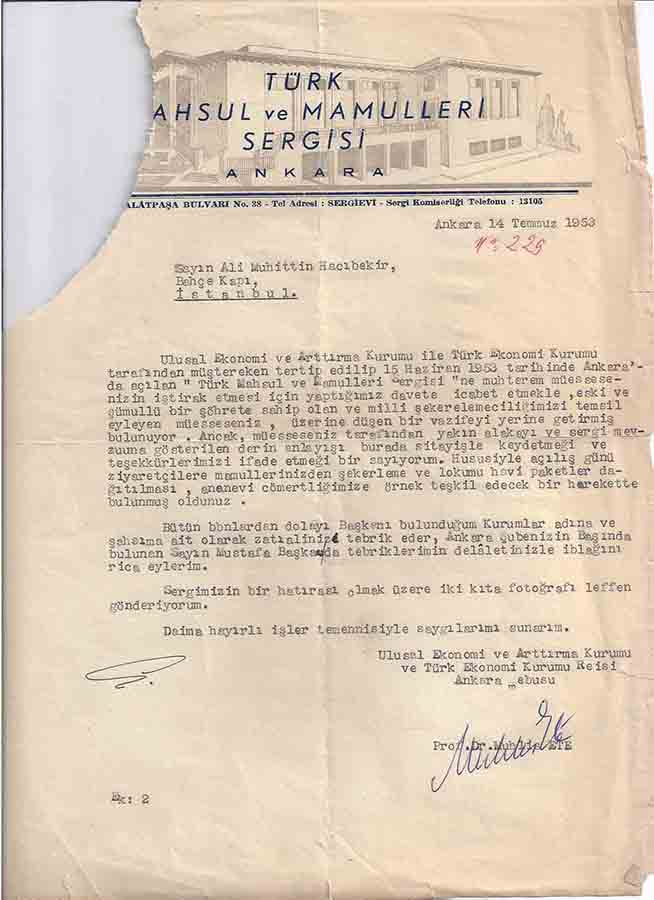 TÜRK
AHSUL ve MAMULLERİ
SERGİSİ
ANKARA
ALÂTPAŞA BULVARI No. 38 - Tel Adresi : SERGİEVİ - Sergi Komiserliği Telefonu : 13105
Ankara 14 Temmuz 1953
No: 229
Sayın Ali Muhittin Hacıbekir,
Bahçe Kapı,
İstanbul.
Ulusal Ekonomi ve Arttırma Kurumu ile Türk Ekonomi Kurumu
tarafından müştereken tertip edilip 15 Haziran 1953 tarihinde Ankara'-
da açılan " Türk Mahsul ve Mamulleri Sergisi "ne muhterem müessese-
nizin iştirak etmesi için yaptığımız davete icabet etmekle ,eski ve
şümullü bir şöhrete sahip olan ve milli şekerelemeciliğimizi temsil
eyleyen müesseseniz , üzerine düşen bir vazifeyi yerine getirmiş
bulunuyor . Ancak, müesseseniz tarafından yakın alakayı ve sergi mev-
zuuna gösterilen derin anlayışı burada sitayişle keydetmeği ve
teşekkürlerimizi ifade etmeği bir sayıyorum. Hususiyle açılış günü
ziyaretçilere mamullerinizden şekerleme ve lokumu havi paketler da-
ğıtılması , ananevi cömertliğimize örnek teşkil edecek bir harekette
bulunmuş oldunuz .
Bütün bbnlardan dolayı Başkanı bulunduğum Kurumlar adına ve
şahsıma ait olarak zatıalinizi tebrik eder, Ankara Şubenizin Başında
bulunan Sayın Mustafa Başkanda tebriklerimin delâletinizle iblağını
rica eylerim.
Sergimizin bir hatırası olmak üzere iki kıta fotoğrafı leffen
gönderiyorum.
Daima hayırlı işler temennisiyle saygılarımı sunarım.
Ulusal Ekonomi ve Arttırma Kurumu
ve Türk Ekonomi Kurumu Reisi
Ankara mebusu
Prof.Dr.Muhlis ETE
Ek: 2